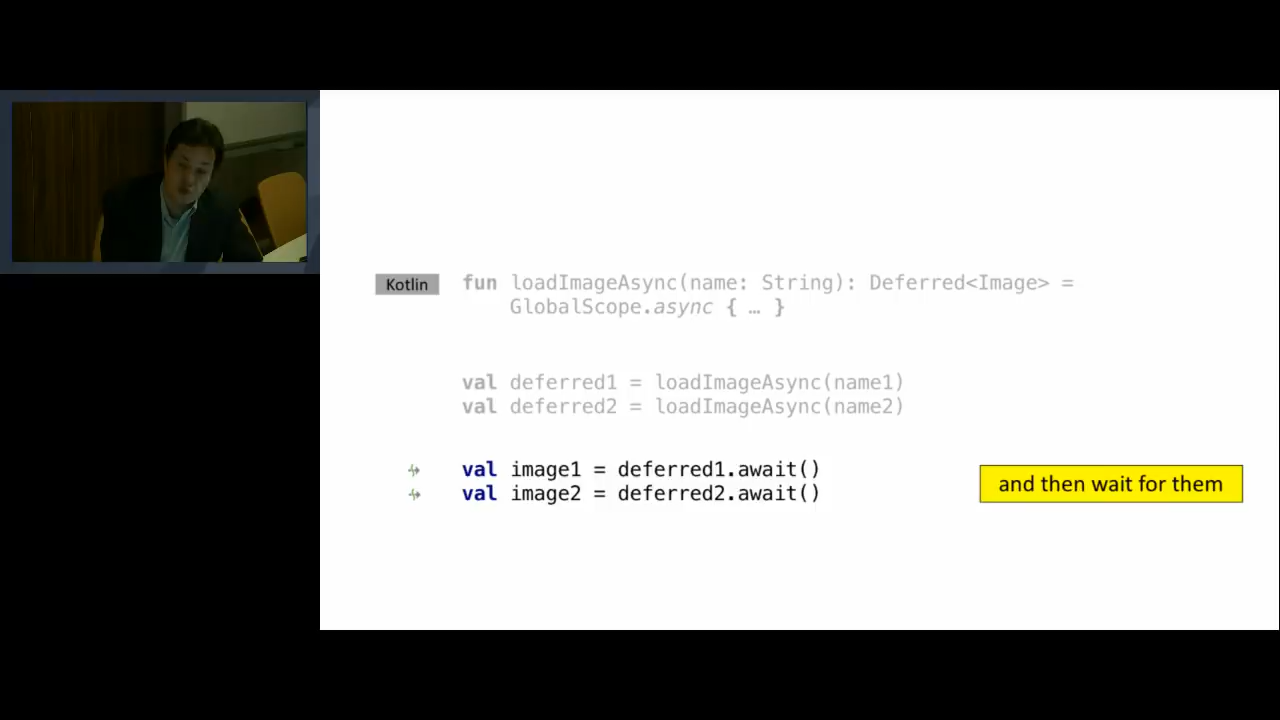 Kotlin
fun loadImageAsync(name: String): Deferred<Image> =
GlobalScope.async { … }
val deferred1 = loadImageAsync(name1)
val deferred2 = loadImageAsync(name2)
val image1 = deferred1.await()
val image2 = deferred2.await()
and then wait for them